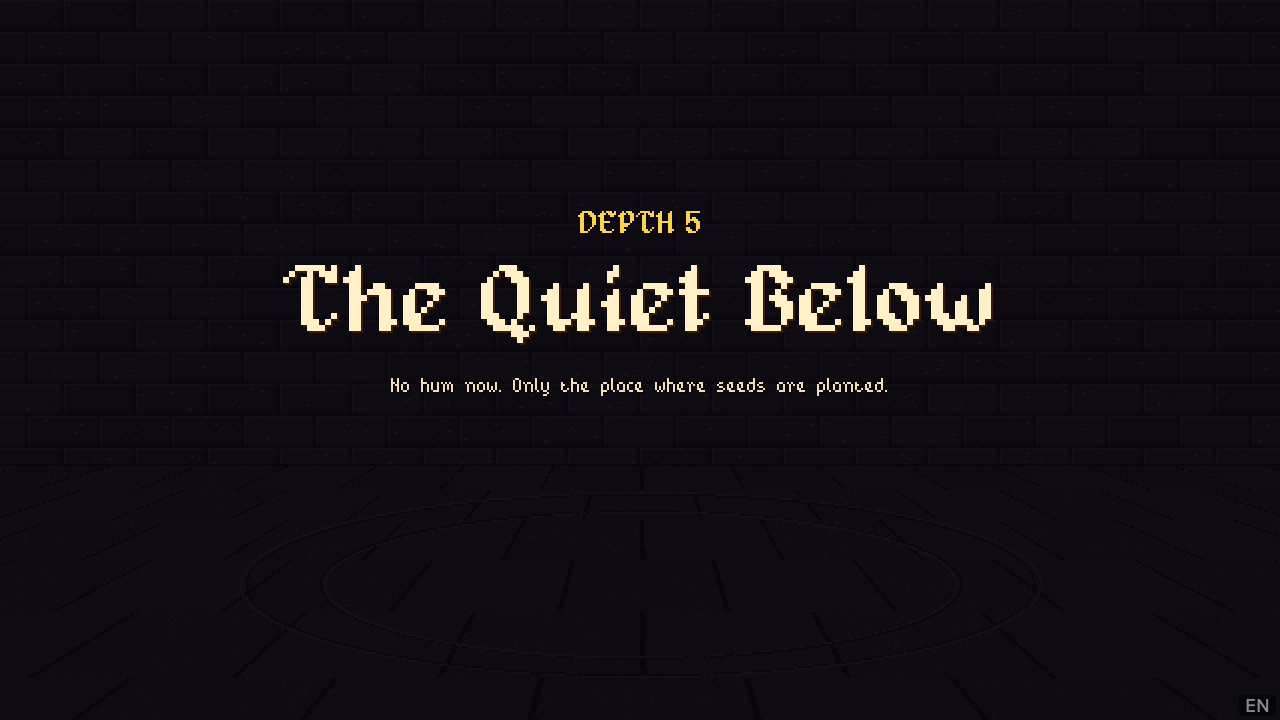 DEPTH 5
The Quiet Below
No hum now. Only the place where seeds are planted.
EN